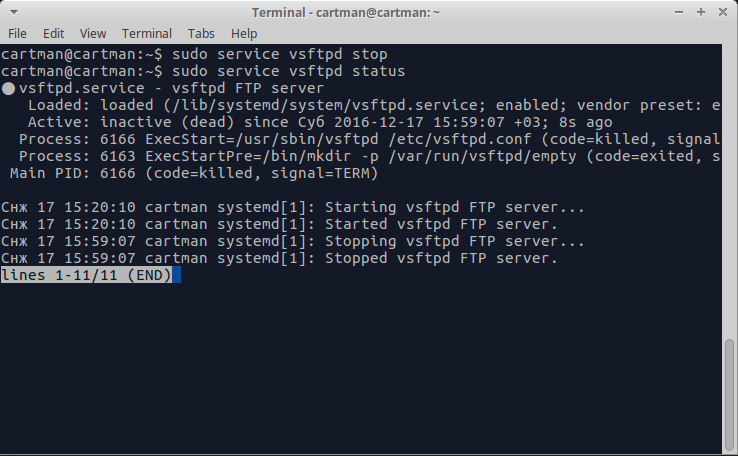 Terminal - cartman@cartman: ~
File Edit View Terminal Tabs Help
cartman@cartman:~$ sudo service vsftpd stop
cartman@cartman:~$ sudo service vsftpd status
● vsftpd.service - vsftpd FTP server
   Loaded: loaded (/lib/systemd/system/vsftpd.service; enabled; vendor preset: e
   Active: inactive (dead) since Суб 2016-12-17 15:59:07 +03; 8s ago
  Process: 6166 ExecStart=/usr/sbin/vsftpd /etc/vsftpd.conf (code=killed, signal
  Process: 6163 ExecStartPre=/bin/mkdir -p /var/run/vsftpd/empty (code=exited, s
 Main PID: 6166 (code=killed, signal=TERM)

Снж 17 15:20:10 cartman systemd[1]: Starting vsftpd FTP server...
Снж 17 15:20:10 cartman systemd[1]: Started vsftpd FTP server.
Снж 17 15:59:07 cartman systemd[1]: Stopping vsftpd FTP server...
Снж 17 15:59:07 cartman systemd[1]: Stopped vsftpd FTP server.
lines 1-11/11 (END)